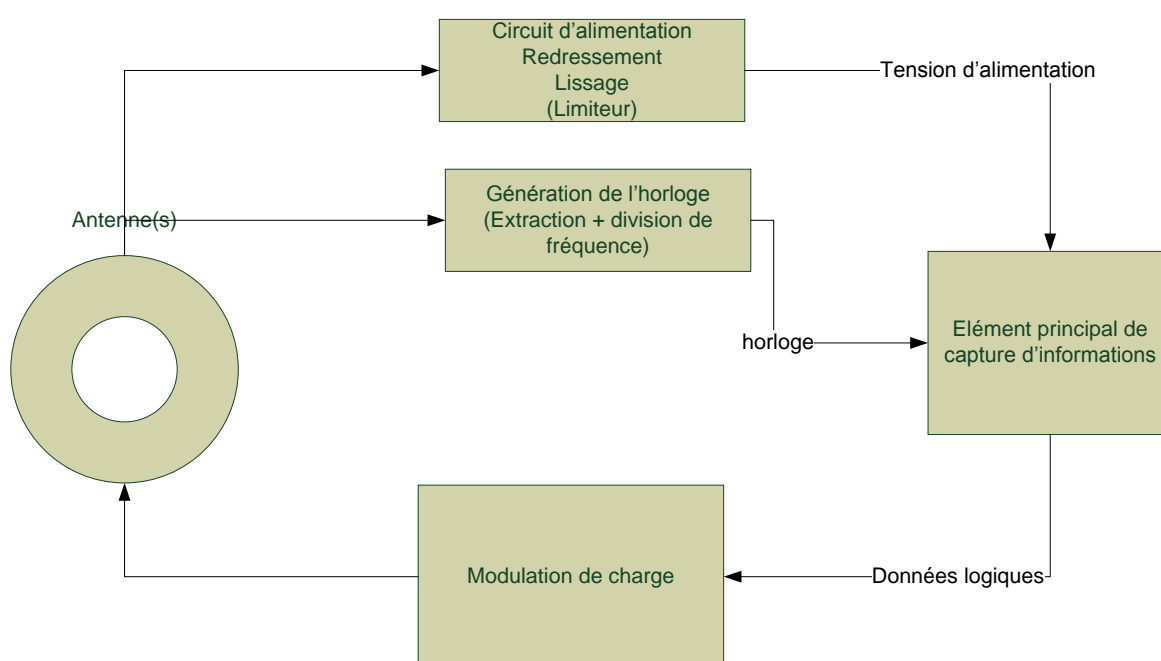 Circuit d'alimentation
Redressement
Lissage
(Limiteur)
Tension d'alimentation
Antenne(s)
Génération de l'horloge
(Extraction + division de
fréquence)
horloge
Elément principal de
capture d'informations
Modulation de charge
Données logiques